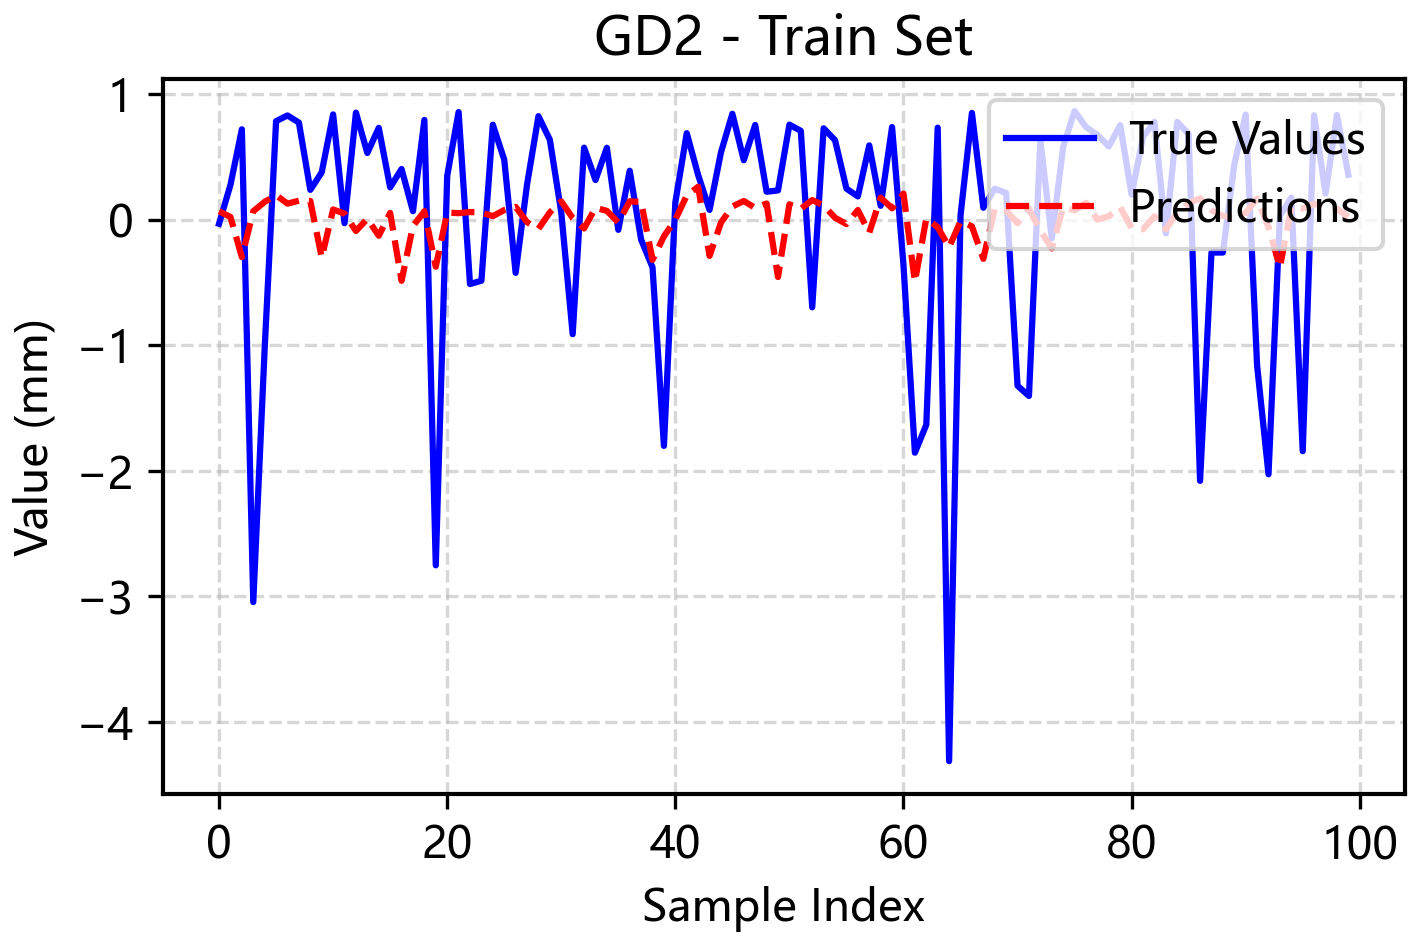 GD2 - Train Set
1
0
−1
−2
−3
−4
Value (mm)
True Values
Predictions
0 20 40 60 80 100
Sample Index